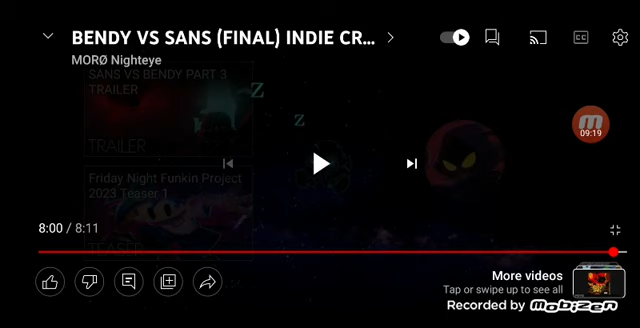 BENDY VS SANS (FINAL) INDIE CR...
MORØ Nighteye
SANS VS BENDY PART 3
TRAILER
Z
Z
TRAILER
09:19
Friday Night Funkin Project
2023 Teaser 1
8:00 / 8:11
TEASER
More videos
Tap or swipe up to see all
Recorded by Mobizen